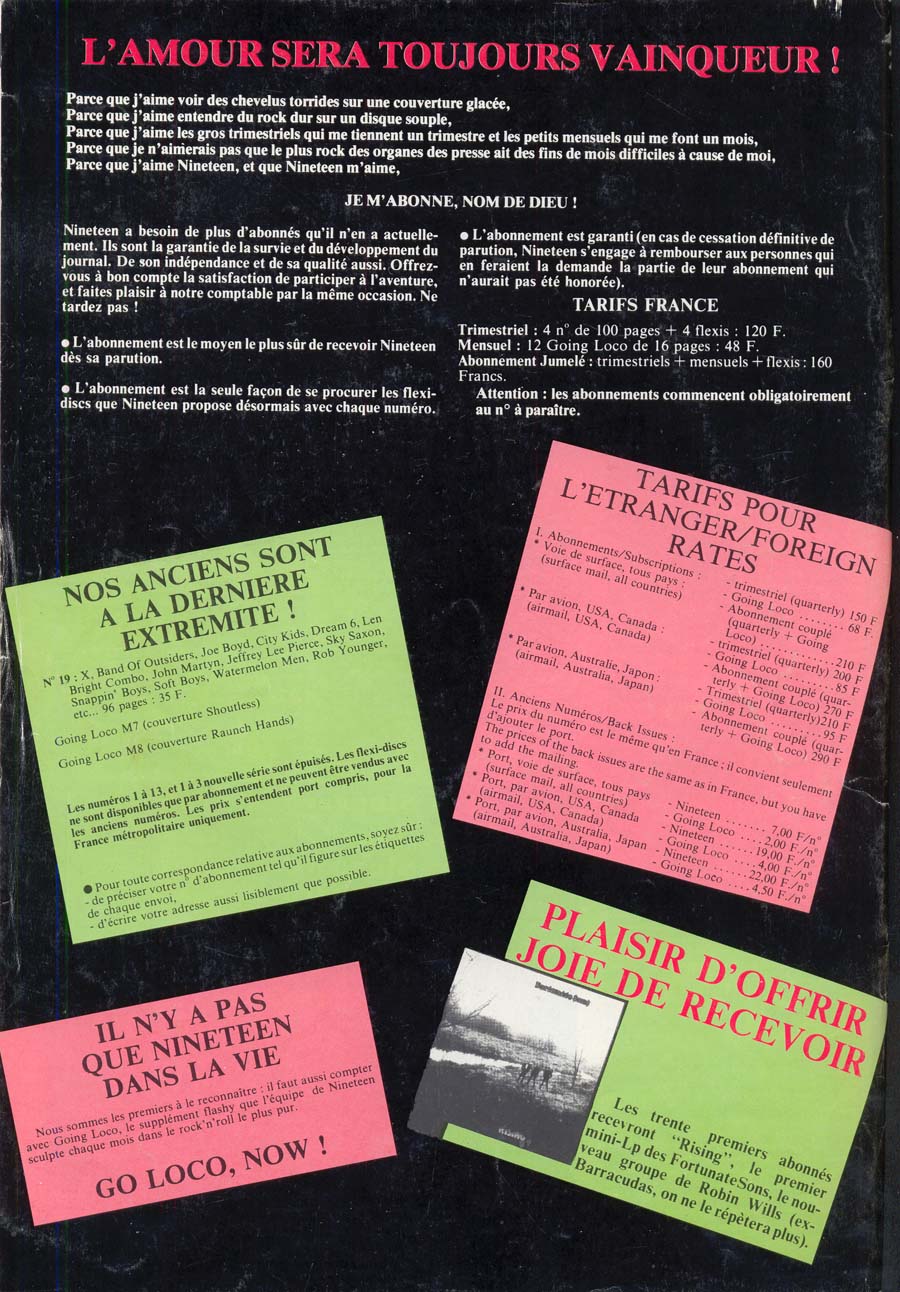 L'AMOUR SERA TOUJOURS VAINQUEUR !
Parce que j'aime voir des chevelus torrides sur une couverture glacée,
Parce que j'aime entendre du rock dur sur un disque souple,
Parce que j'aime les gros trimestriels qui me tiennent un trimestre et les petits mensuels qui me font un mois,
Parce que je n'aimerais pas que le plus rock des organes des presse ait des fins de mois difficiles à cause de moi,
Parce que j'aime Nineteen, et que Nineteen m'aime,
JE M'ABONNE, NOM DE DIEU !
Nineteen a besoin de plus d'abonnés qu'il n'en a actuelle-
ment. Ils sont la garantie de la survie et du développement du
journal. De son indépendance et de sa qualité aussi. Offrez-
vous à bon compte la satisfaction de participer à l'aventure,
et faites plaisir à notre comptable par la même occasion. Ne
tardez pas !
● L'abonnement est le moyen le plus sûr de recevoir Nineteen
dès sa parution.
● L'abonnement est la seule façon de se procurer les flexi-
discs que Nineteen propose désormais avec chaque numéro.
● L'abonnement est garanti (en cas de cessation définitive de
parution, Nineteen s'engage à rembourser aux personnes qui
en feraient la demande la partie de leur abonnement qui
n'aurait pas été honorée).
TARIFS FRANCE
Trimestriel : 4 n° de 100 pages + 4 flexis : 120 F.
Mensuel : 12 Going Loco de 16 pages : 48 F.
Abonnement Jumelé : trimestriels + mensuels + flexis : 160
Francs.
Attention : les abonnements commencent obligatoirement
au n° à paraître.
NOS ANCIENS SONT
A LA DERNIERE
EXTREMITE !
N° 19 : X, Band Of Outsiders, Joe Boyd, City Kids, Dream 6, Len
Bright Combo, John Martyn, Jeffrey Lee Pierce, Sky Saxon,
Snappin' Boys, Soft Boys, Watermelon Men, Rob Younger,
etc... 96 pages : 35 F.
Going Loco M7 (couverture Shoutless)
Going Loco M8 (couverture Raunch Hands)
Les numéros 1 à 13, et 1 à 3 nouvelle série sont épuisés. Les flexi-discs
ne sont disponibles que par abonnement et ne peuvent être vendus avec
les anciens numéros. Les prix s'entendent port compris, pour la
France métropolitaine uniquement.
● Pour toute correspondance relative aux abonnements, soyez sûr :
- de préciser votre n° d'abonnement tel qu'il figure sur les étiquettes
de chaque envoi,
- d'écrire votre adresse aussi lisiblement que possible.
TARIFS POUR
L'ETRANGER/FOREIGN
RATES
I. Abonnements/Subscriptions :
* Voie de surface, tous pays :
(surface mail, all countries)
- trimestriel (quarterly) 150 F
- Going Loco ........ 68 F.
- Abonnement couplé
(quarterly + Going
Loco) ............. 210 F
* Par avion, USA, Canada :
(airmail, USA, Canada)
- trimestriel (quarterly) 200 F
- Going Loco ....... 85 F
- Abonnement couplé (quar-
terly + Going Loco) 270 F
* Par avion, Australie, Japon :
(airmail, Australia, Japan)
- Trimestriel (quarterly) 210 F
- Going Loco ....... 95 F
- Abonnement couplé (quar-
terly + Going Loco) 290 F
II. Anciens Numéros/Back Issues :
Le prix du numéro est le même qu'en France ; il convient seulement
d'ajouter le port.
The prices of the back issues are the same as in France, but you have
to add the mailing.
* Port, voie de surface, tous pays
(surface mail, all countries)
- Nineteen ....... 7,00 F/n°
- Going Loco ..... 2,00 F/n°
* Port, par avion, USA, Canada
(airmail, USA, Canada)
- Nineteen ...... 19,00 F/n°
- Going Loco .... 4,00 F/n°
* Port, par avion, Australia, Japan
(airmail, Australia, Japan)
- Nineteen ...... 22,00 F/n°
- Going Loco .... 4,50 F./n°
IL N'Y A PAS
QUE NINETEEN
DANS LA VIE
Nous sommes les premiers à le reconnaître : il faut aussi compter
avec Going Loco, le supplément flashy que l'équipe de Nineteen
sculpte chaque mois dans le rock'n'roll le plus pur.
GO LOCO, NOW !
PLAISIR D'OFFRIR
JOIE DE RECEVOIR
RISING
Les trente premiers abonnés
recevront "Rising", le premier
mini-Lp des Fortunate Sons, le nou-
veau groupe de Robin Wills (ex-
Barracudas, on ne le répètera plus).